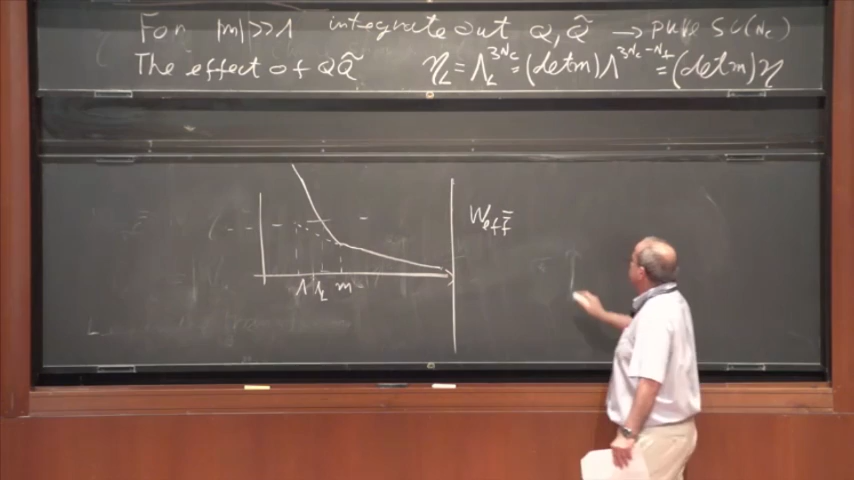 For |m|>>Λ integrate out Q, Q̃ → pure SU(N_c)
The effect of QQ̃ η_L = Λ_L^{3N_c} = (det m) Λ^{3N_c-N_f} = (det m) η
W_eff =
Λ Λ_L m